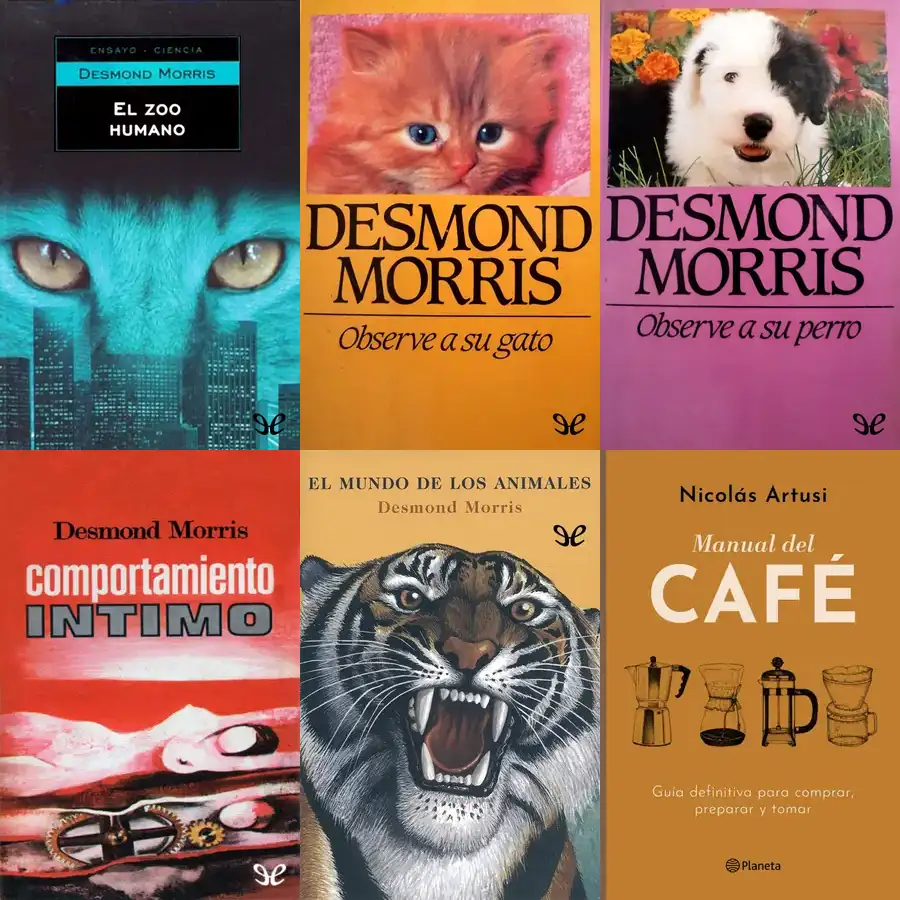 ENSAYO · CIENCIA
DESMOND MORRIS
EL ZOO
HUMANO
DESMOND
MORRIS
Observe a su gato
DESMOND
MORRIS
Observe a su perro
Desmond Morris
comportamiento
INTIMO
EL MUNDO DE LOS ANIMALES
Desmond Morris
Nicolás Artusi
Manual del
CAFÉ
Guía definitiva para comprar,
preparar y tomar
Planeta